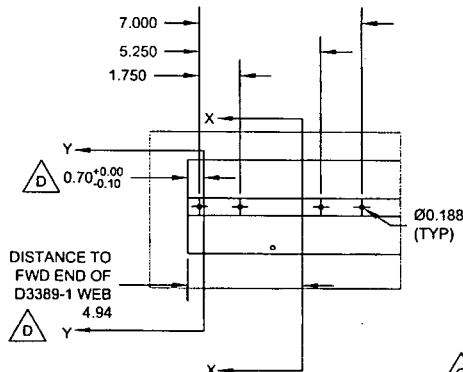 7.000
5.250
1.750
X
Y
D 0.70 +0.00 -0.10
Ø0.188
(TYP)
DISTANCE TO
FWD END OF
D3389-1 WEB
4.94
D
Y
X